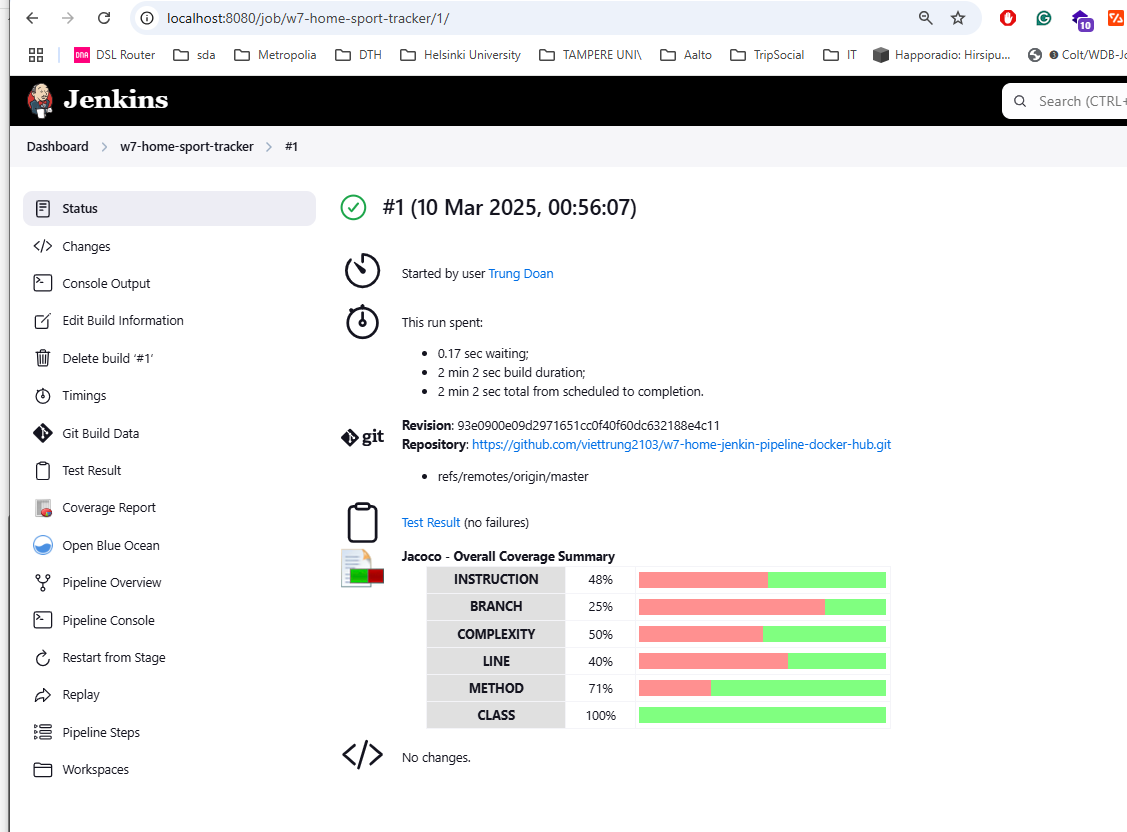 localhost:8080/job/w7-home-sport-tracker/1/
10
DSL Router sda Metropolia DTH Helsinki University TAMPERE UNI\ Aalto TripSocial IT Happoradio: Hirsipu... Colt/WDB-Jo
Jenkins
Search (CTRL+
Dashboard > w7-home-sport-tracker > #1
Status
Changes
Console Output
Edit Build Information
Delete build '#1'
Timings
Git Build Data
Test Result
Coverage Report
Open Blue Ocean
Pipeline Overview
Pipeline Console
Restart from Stage
Replay
Pipeline Steps
Workspaces
#1 (10 Mar 2025, 00:56:07)
Started by user Trung Doan
This run spent:
• 0.17 sec waiting;
• 2 min 2 sec build duration;
• 2 min 2 sec total from scheduled to completion.
git
Revision: 93e0900e09d2971651cc0f40f60dc632188e4c11
Repository: https://github.com/viettrung2103/w7-home-jenkin-pipeline-docker-hub.git
• refs/remotes/origin/master
Test Result (no failures)
Jacoco - Overall Coverage Summary
INSTRUCTION 48%
BRANCH 25%
COMPLEXITY 50%
LINE 40%
METHOD 71%
CLASS 100%
No changes.